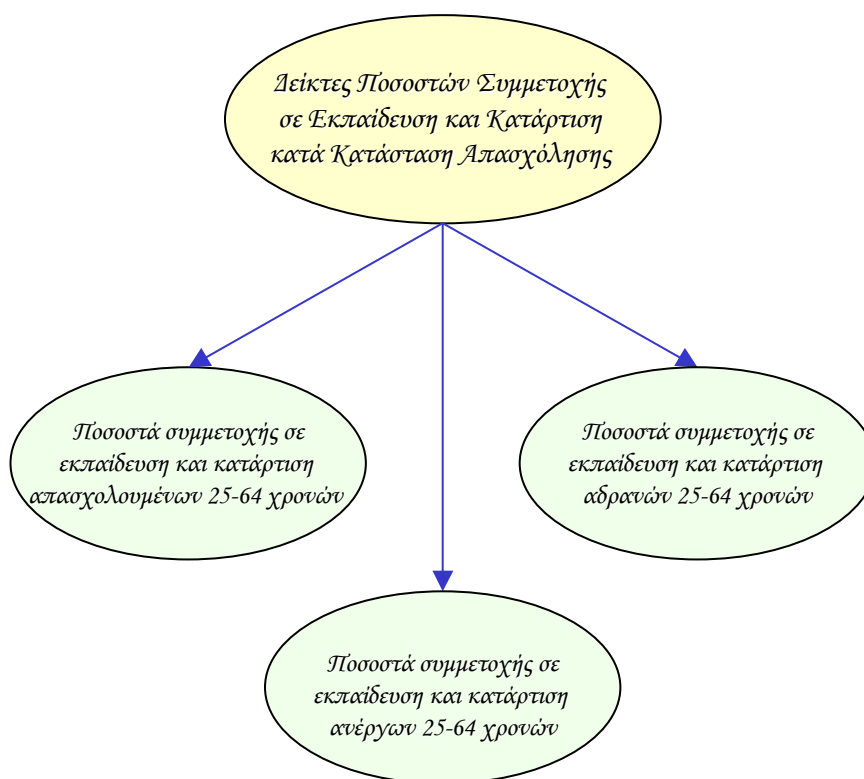 Δείκτες Ποσοστών Συμμετοχής
σε Εκπαίδευση και Κατάρτιση
κατά Κατάσταση Απασχόλησης
Ποσοστά συμμετοχής σε
εκπαίδευση και κατάρτιση
απασχολουμένων 25-64 χρονών
Ποσοστά συμμετοχής σε
εκπαίδευση και κατάρτιση
αδρανών 25-64 χρονών
Ποσοστά συμμετοχής σε
εκπαίδευση και κατάρτιση
ανέργων 25-64 χρονών